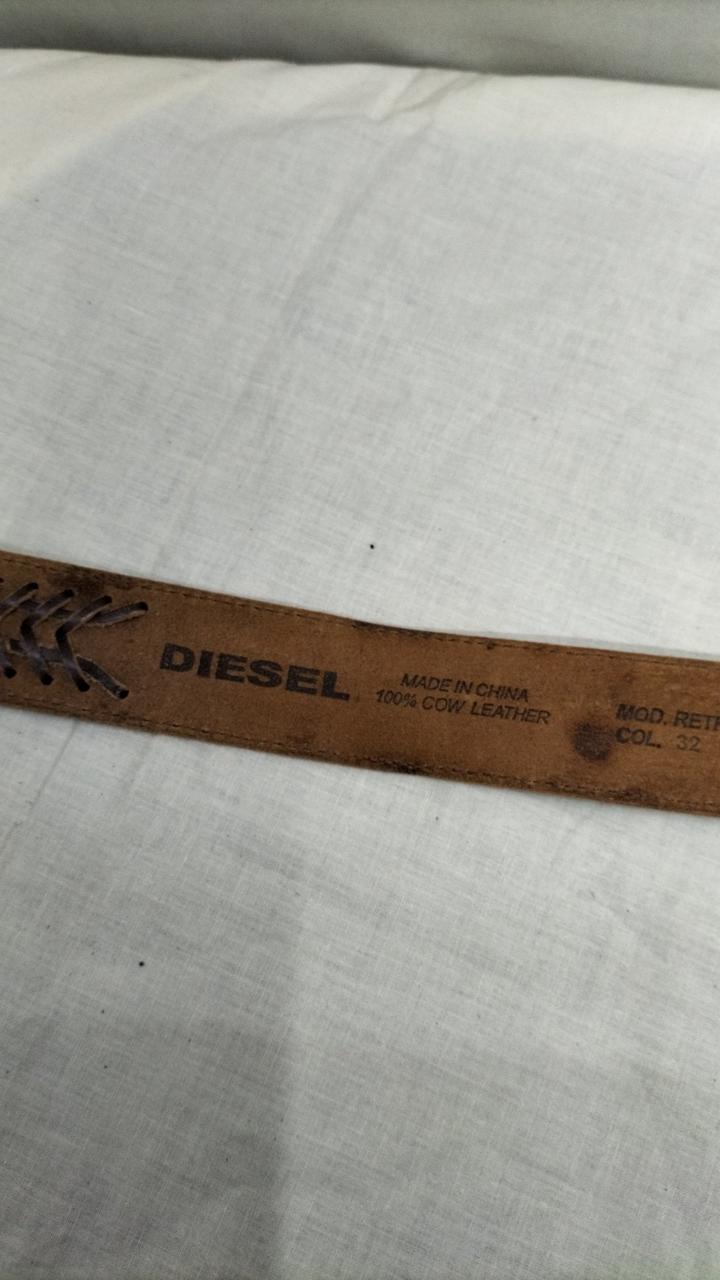 DIESEL
MADE IN CHINA
100% COW LEATHER
MOD.
COL. 32